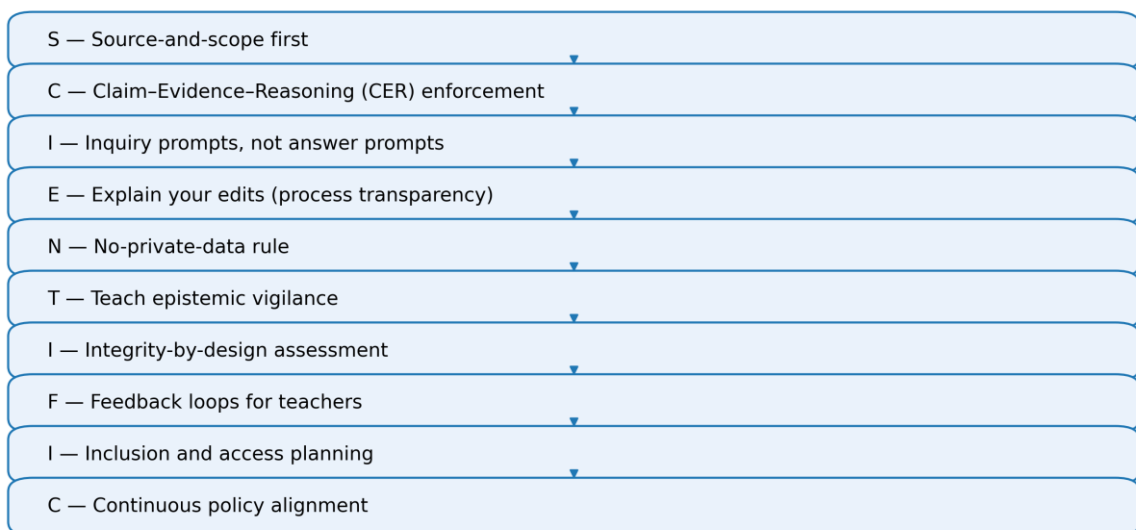 S — Source-and-scope first
C — Claim–Evidence–Reasoning (CER) enforcement
I — Inquiry prompts, not answer prompts
E — Explain your edits (process transparency)
N — No-private-data rule
T — Teach epistemic vigilance
I — Integrity-by-design assessment
F — Feedback loops for teachers
I — Inclusion and access planning
C — Continuous policy alignment